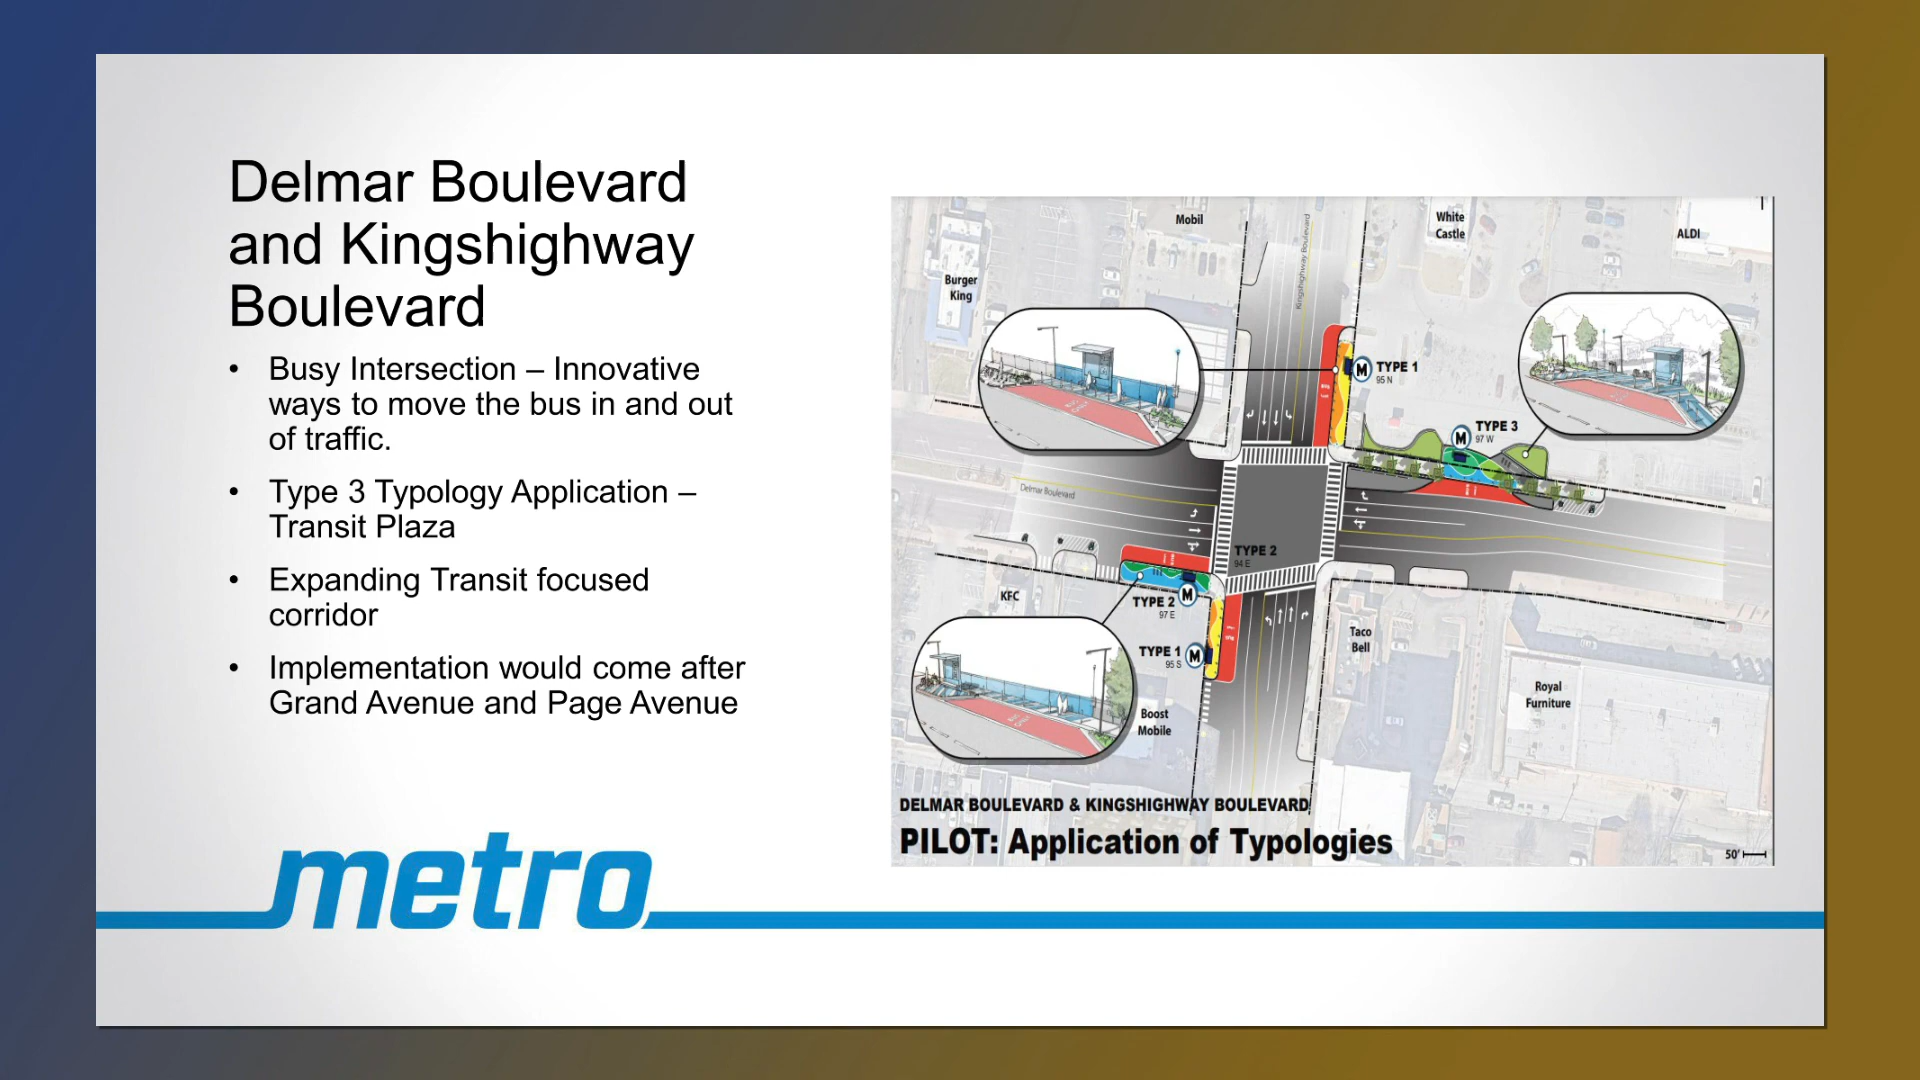 Delmar Boulevard
and Kingshighway
Boulevard
• Busy Intersection – Innovative
ways to move the bus in and out
of traffic.
• Type 3 Typology Application –
Transit Plaza
• Expanding Transit focused
corridor
• Implementation would come after
Grand Avenue and Page Avenue
metro
Mobil
White
Castle
ALDI
Burger
King
Kingshighway Boulevard
M TYPE 1
95 N
M TYPE 3
97 W
Delmar Boulevard
TYPE 2
94 E
KFC
TYPE 2 M
97 E
TYPE 1 M
95 S
Taco
Bell
Royal
Furniture
Boost
Mobile
DELMAR BOULEVARD & KINGSHIGHWAY BOULEVARD
PILOT: Application of Typologies
50'